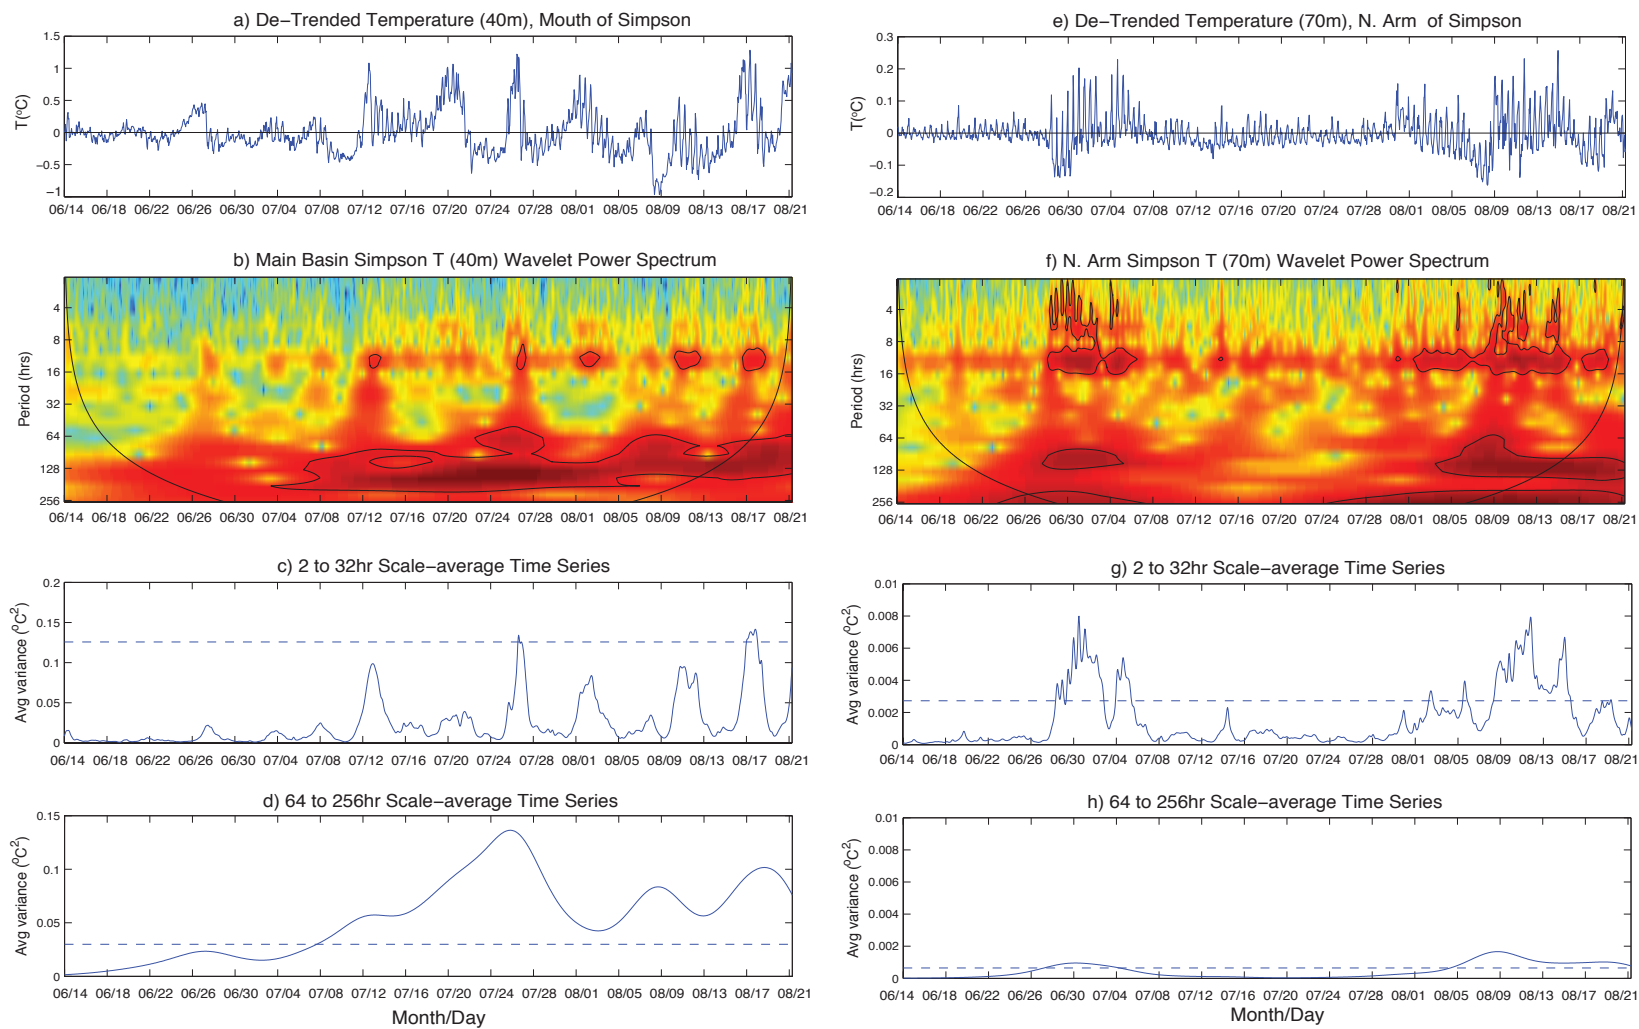 a) De−Trended Temperature (40m), Mouth of Simpson
T(°C)
1.5
1
0.5
0
−0.5
−1
06/14 06/18 06/22 06/26 06/30 07/04 07/08 07/12 07/16 07/20 07/24 07/28 08/01 08/05 08/09 08/13 08/17 08/21
b) Main Basin Simpson T (40m) Wavelet Power Spectrum
Period (hrs)
4
8
16
32
64
128
256
06/14 06/18 06/22 06/26 06/30 07/04 07/08 07/12 07/16 07/20 07/24 07/28 08/01 08/05 08/09 08/13 08/17 08/21
c) 2 to 32hr Scale−average Time Series
Avg variance (°C²)
0.2
0.15
0.1
0.05
0
06/14 06/18 06/22 06/26 06/30 07/04 07/08 07/12 07/16 07/20 07/24 07/28 08/01 08/05 08/09 08/13 08/17 08/21
d) 64 to 256hr Scale−average Time Series
Avg variance (°C²)
0.15
0.1
0.05
0
06/14 06/18 06/22 06/26 06/30 07/04 07/08 07/12 07/16 07/20 07/24 07/28 08/01 08/05 08/09 08/13 08/17 08/21
Month/Day
e) De−Trended Temperature (70m), N. Arm of Simpson
T(°C)
0.3
0.2
0.1
0
−0.1
−0.2
06/14 06/18 06/22 06/26 06/30 07/04 07/08 07/12 07/16 07/20 07/24 07/28 08/01 08/05 08/09 08/13 08/17 08/21
f) N. Arm Simpson T (70m) Wavelet Power Spectrum
Period (hrs)
4
8
16
32
64
128
256
06/14 06/18 06/22 06/26 06/30 07/04 07/08 07/12 07/16 07/20 07/24 07/28 08/01 08/05 08/09 08/13 08/17 08/21
g) 2 to 32hr Scale−average Time Series
Avg variance (°C²)
0.01
0.008
0.006
0.004
0.002
0
06/14 06/18 06/22 06/26 06/30 07/04 07/08 07/12 07/16 07/20 07/24 07/28 08/01 08/05 08/09 08/13 08/17 08/21
h) 64 to 256hr Scale−average Time Series
Avg variance (°C²)
0.01
0.008
0.006
0.004
0.002
0
06/14 06/18 06/22 06/26 06/30 07/04 07/08 07/12 07/16 07/20 07/24 07/28 08/01 08/05 08/09 08/13 08/17 08/21
Month/Day